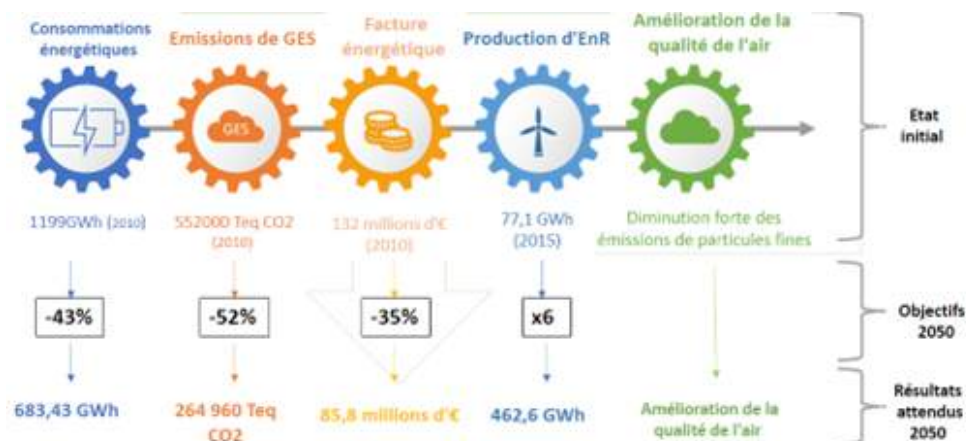 Consommations
énergétiques
Emissions de GES
Facture
énergétique
Production d'EnR
Amélioration de la
qualité de l'air
GES
Etat
initial
1199GWh (2010)
552000 Teq CO2
(2010)
132 millions d'€
(2010)
77,1 GWh
(2015)
Diminution forte des
émissions de particules fines
-43%
-52%
-35%
x6
Objectifs
2050
683,43 GWh
264 960 Teq
CO2
85,8 millions d'€
462,6 GWh
Amélioration de la
qualité de l'air
Résultats
attendus
2050